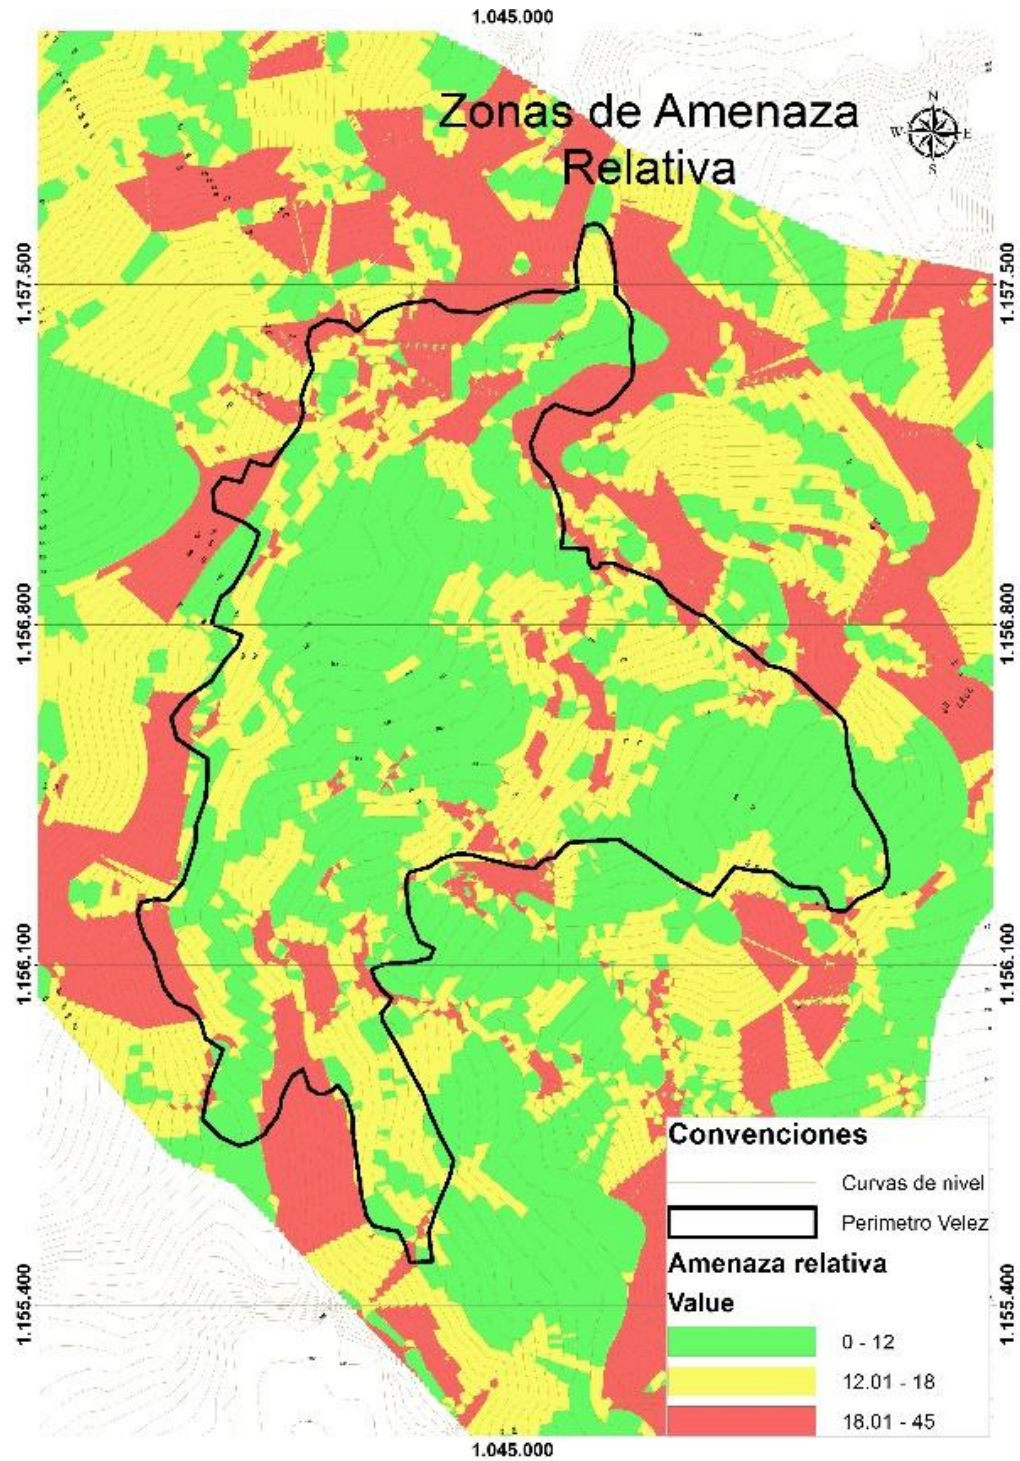 1.045.000
Zonas de Amenaza
Relativa
N
W
E
S
1.157.500
1.157.500
1.156.800
1.156.800
1.156.100
1.156.100
Convenciones
Curvas de nivel
Perimetro Velez
Amenaza relativa
Value
0 - 12
12.01 - 18
18.01 - 45
1.155.400
1.155.400
1.045.000